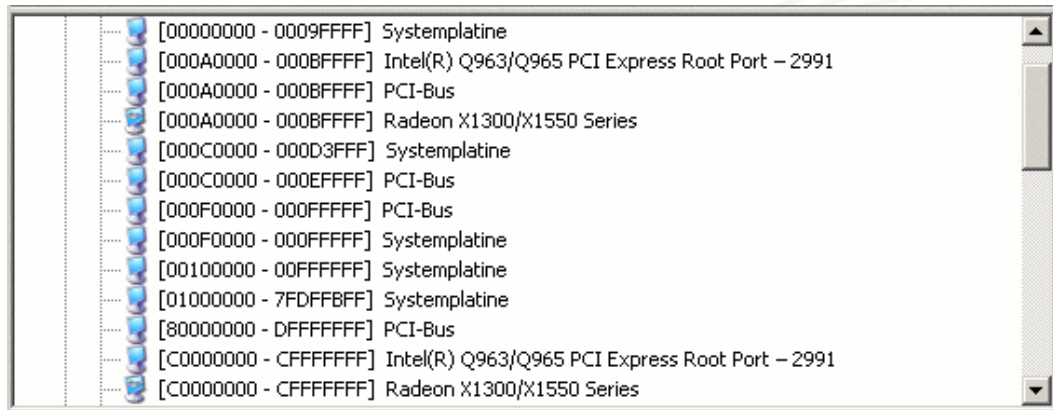 [00000000 - 0009FFFF] Systemplatine
[000A0000 - 000BFFFF] Intel(R) Q963/Q965 PCI Express Root Port – 2991
[000A0000 - 000BFFFF] PCI-Bus
[000A0000 - 000BFFFF] Radeon X1300/X1550 Series
[000C0000 - 000D3FFF] Systemplatine
[000C0000 - 000EFFFF] PCI-Bus
[000F0000 - 000FFFFF] PCI-Bus
[000F0000 - 000FFFFF] Systemplatine
[00100000 - 00FFFFFF] Systemplatine
[01000000 - 7FDFFBFF] Systemplatine
[80000000 - DFFFFFFF] PCI-Bus
[C0000000 - CFFFFFFF] Intel(R) Q963/Q965 PCI Express Root Port – 2991
[C0000000 - CFFFFFFF] Radeon X1300/X1550 Series